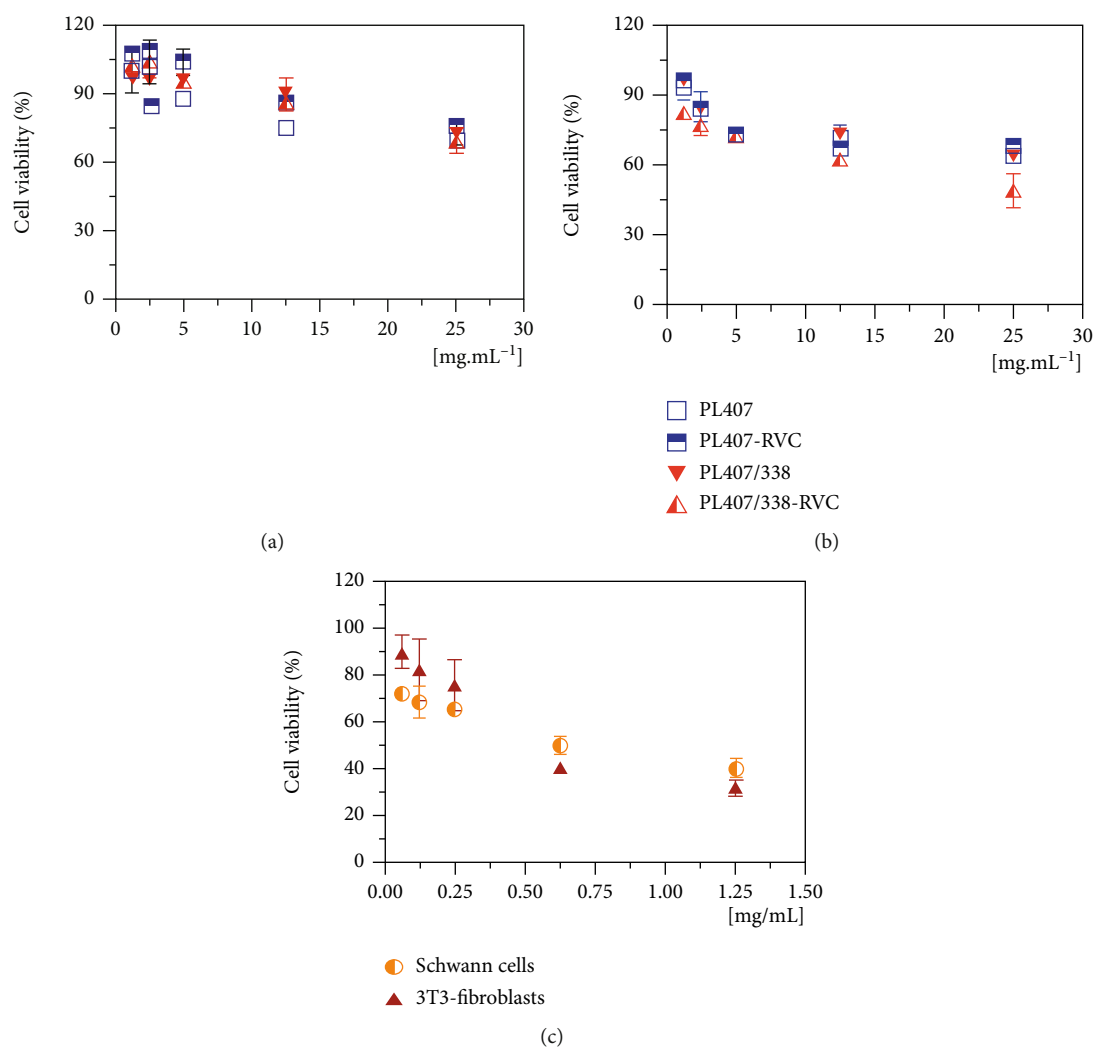 120
90
60
30
0
Cell viability (%)
0 5 10 15 20 25 30
[mg.mL⁻¹]
(a)
120
90
60
30
0
Cell viability (%)
0 5 10 15 20 25 30
[mg.mL⁻¹]
PL407
PL407-RVC
PL407/338
PL407/338-RVC
(b)
120
100
80
60
40
20
0
Cell viability (%)
0.00 0.25 0.50 0.75 1.00 1.25 1.50
[mg/mL]
Schwann cells
3T3-fibroblasts
(c)